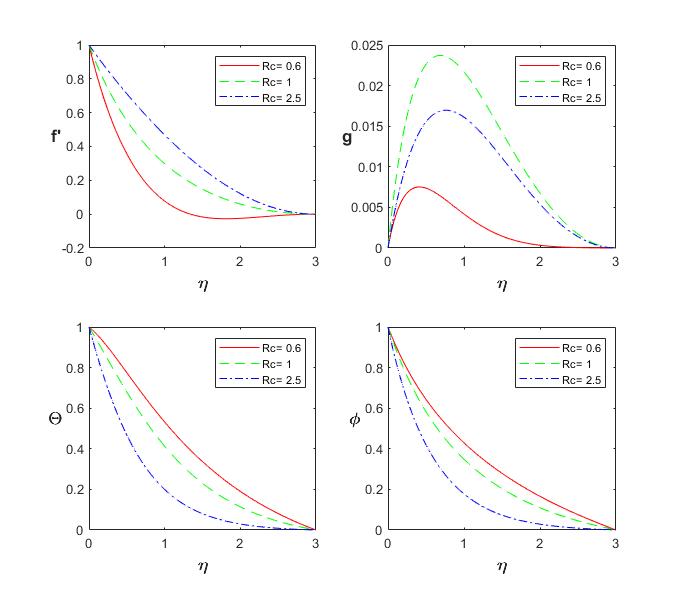 f'
1
0.8
0.6
0.4
0.2
0
-0.2
0 1 2 3
η
Rc= 0.6
Rc= 1
Rc= 2.5
g
0.025
0.02
0.015
0.01
0.005
0
0 1 2 3
η
Rc= 0.6
Rc= 1
Rc= 2.5
Θ
1
0.8
0.6
0.4
0.2
0
0 1 2 3
η
Rc= 0.6
Rc= 1
Rc= 2.5
ϕ
1
0.8
0.6
0.4
0.2
0
0 1 2 3
η
Rc= 0.6
Rc= 1
Rc= 2.5